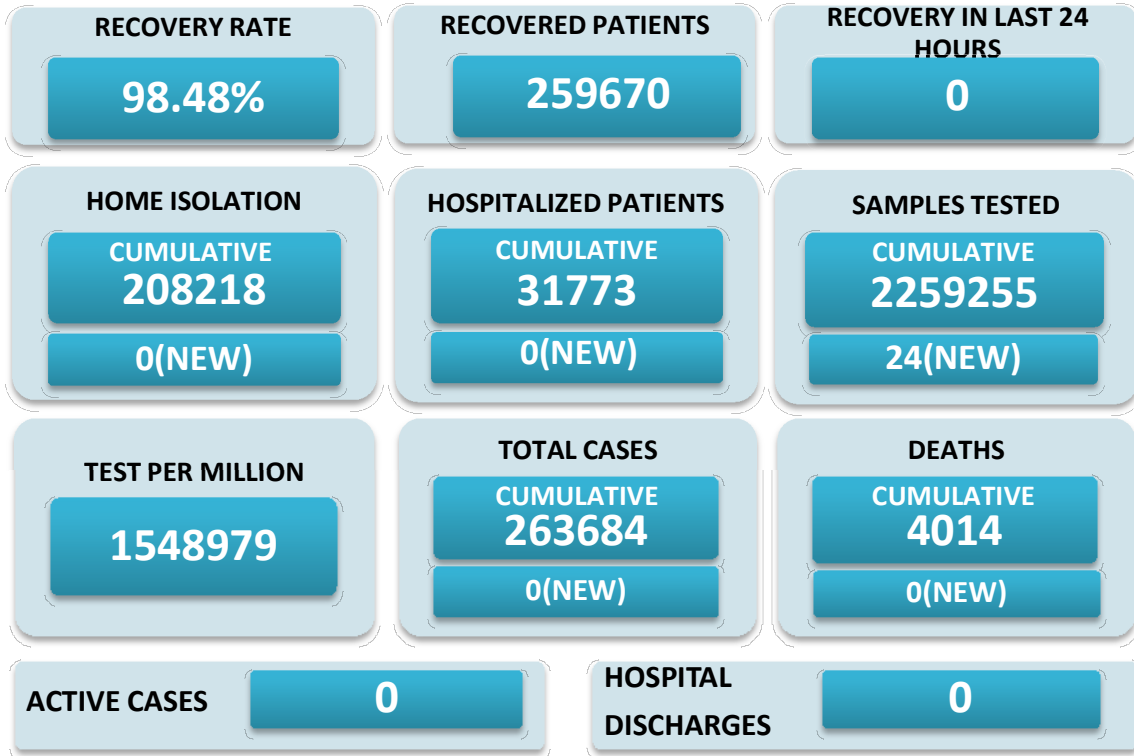 RECOVERY RATE
98.48%
RECOVERED PATIENTS
259670
RECOVERY IN LAST 24
HOURS
0
HOME ISOLATION
CUMULATIVE
208218
0(NEW)
HOSPITALIZED PATIENTS
CUMULATIVE
31773
0(NEW)
SAMPLES TESTED
CUMULATIVE
2259255
24(NEW)
TEST PER MILLION
1548979
TOTAL CASES
CUMULATIVE
263684
0(NEW)
DEATHS
CUMULATIVE
4014
0(NEW)
ACTIVE CASES
0
HOSPITAL
DISCHARGES
0